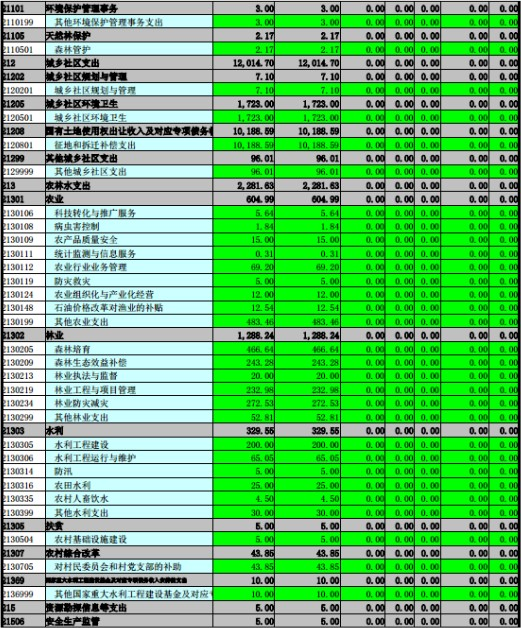 21101 环境保护管理事务 3.00 3.00 0.00 0.00 0.00 0.00 0.00
2110199 其他环境保护管理事务支出 3.00 3.00 0.00 0.00 0.00 0.00 0.00
21105 天然林保护 2.17 2.17 0.00 0.00 0.00 0.00 0.00
2110501 森林管护 2.17 2.17 0.00 0.00 0.00 0.00 0.00
212 城乡社区支出 12,014.70 12,014.70 0.00 0.00 0.00 0.00 0.00
21202 城乡社区规划与管理 7.10 7.10 0.00 0.00 0.00 0.00 0.00
2120201 城乡社区规划与管理 7.10 7.10 0.00 0.00 0.00 0.00 0.00
21205 城乡社区环境卫生 1,723.00 1,723.00 0.00 0.00 0.00 0.00 0.00
2120501 城乡社区环境卫生 1,723.00 1,723.00 0.00 0.00 0.00 0.00 0.00
21208 国有土地使用权出让收入及对应专项债务 10,188.59 10,188.59 0.00 0.00 0.00 0.00 0.00
2120801 征地和拆迁补偿支出 10,188.59 10,188.59 0.00 0.00 0.00 0.00 0.00
21299 其他城乡社区支出 96.01 96.01 0.00 0.00 0.00 0.00 0.00
2129999 其他城乡社区支出 96.01 96.01 0.00 0.00 0.00 0.00 0.00
213 农林水支出 2,281.63 2,281.63 0.00 0.00 0.00 0.00 0.00
21301 农业 604.99 604.99 0.00 0.00 0.00 0.00 0.00
2130106 科技转化与推广服务 5.64 5.64 0.00 0.00 0.00 0.00 0.00
2130108 病虫害控制 1.84 1.84 0.00 0.00 0.00 0.00 0.00
2130109 农产品质量安全 15.00 15.00 0.00 0.00 0.00 0.00 0.00
2130111 统计监测与信息服务 0.31 0.31 0.00 0.00 0.00 0.00 0.00
2130112 农业行业业务管理 69.20 69.20 0.00 0.00 0.00 0.00 0.00
2130119 防灾救灾 5.00 5.00 0.00 0.00 0.00 0.00 0.00
2130124 农业组织化与产业化经营 12.00 12.00 0.00 0.00 0.00 0.00 0.00
2130148 石油价格改革对渔业的补贴 12.54 12.54 0.00 0.00 0.00 0.00 0.00
2130199 其他农业支出 483.46 483.46 0.00 0.00 0.00 0.00 0.00
21302 林业 1,288.24 1,288.24 0.00 0.00 0.00 0.00 0.00
2130205 森林培育 466.64 466.64 0.00 0.00 0.00 0.00 0.00
2130209 森林生态效益补偿 243.28 243.28 0.00 0.00 0.00 0.00 0.00
2130213 林业执法与监督 20.00 20.00 0.00 0.00 0.00 0.00 0.00
2130219 林业工程与项目管理 232.98 232.98 0.00 0.00 0.00 0.00 0.00
2130234 林业防灾减灾 272.53 272.53 0.00 0.00 0.00 0.00 0.00
2130299 其他林业支出 52.81 52.81 0.00 0.00 0.00 0.00 0.00
21303 水利 329.55 329.55 0.00 0.00 0.00 0.00 0.00
2130305 水利工程建设 200.00 200.00 0.00 0.00 0.00 0.00 0.00
2130306 水利工程运行与维护 65.05 65.05 0.00 0.00 0.00 0.00 0.00
2130314 防汛 5.00 5.00 0.00 0.00 0.00 0.00 0.00
2130316 农田水利 25.00 25.00 0.00 0.00 0.00 0.00 0.00
2130335 农村人畜饮水 4.50 4.50 0.00 0.00 0.00 0.00 0.00
2130399 其他水利支出 30.00 30.00 0.00 0.00 0.00 0.00 0.00
21305 扶贫 5.00 5.00 0.00 0.00 0.00 0.00 0.00
2130504 农村基础设施建设 5.00 5.00 0.00 0.00 0.00 0.00 0.00
21307 农村综合改革 43.85 43.85 0.00 0.00 0.00 0.00 0.00
2130705 对村民委员会和村党支部的补助 43.85 43.85 0.00 0.00 0.00 0.00 0.00
21369 国家重大水利工程建设基金及对应专项债务收入安排的支出 10.00 10.00 0.00 0.00 0.00 0.00 0.00
2136999 其他国家重大水利工程建设基金及对应 10.00 10.00 0.00 0.00 0.00 0.00 0.00
215 资源勘探信息等支出 5.00 5.00 0.00 0.00 0.00 0.00 0.00
21506 安全生产监管 5.00 5.00 0.00 0.00 0.00 0.00 0.00